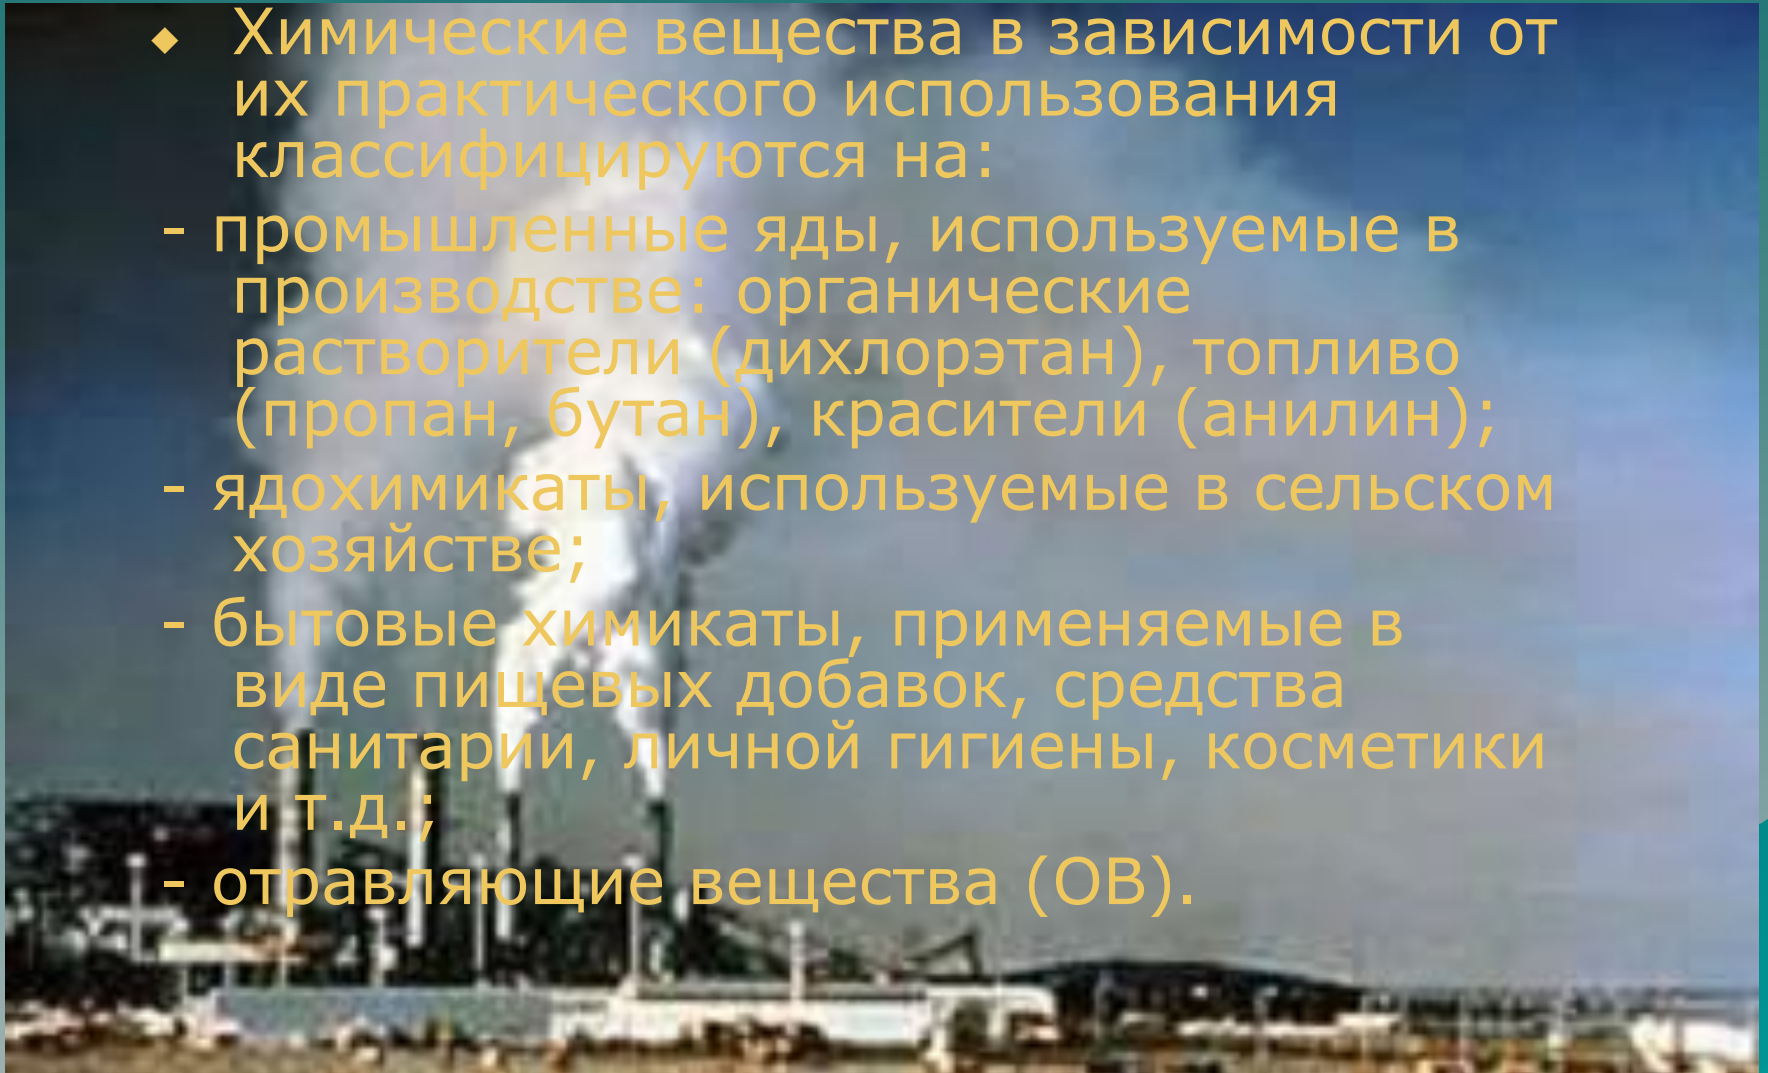 Химические вещества в зависимости от
их практического использования
классифицируются на:
- промышленные яды, используемые в
производстве: органические
растворители (дихлорэтан), топливо
(пропан, бутан), красители (анилин);
- ядохимикаты, используемые в сельском
хозяйстве;
- бытовые химикаты, применяемые в
виде пищевых добавок, средства
санитарии, личной гигиены, косметики
и т.д.;
- отравляющие вещества (ОВ).